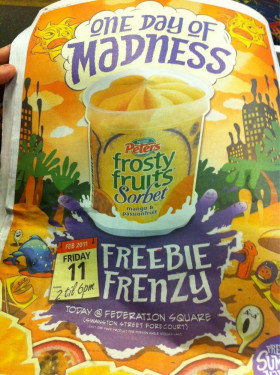 ONE DAY OF
MADNESS
Peters
frosty
fruits
Sorbet
mango &
passionfruit
FEB 2011
FRIDAY
11
2 til 6pm
FREEBIE
FRENZY
TODAY @ FEDERATION SQUARE
(SWANSTON STREET FORECOURT)